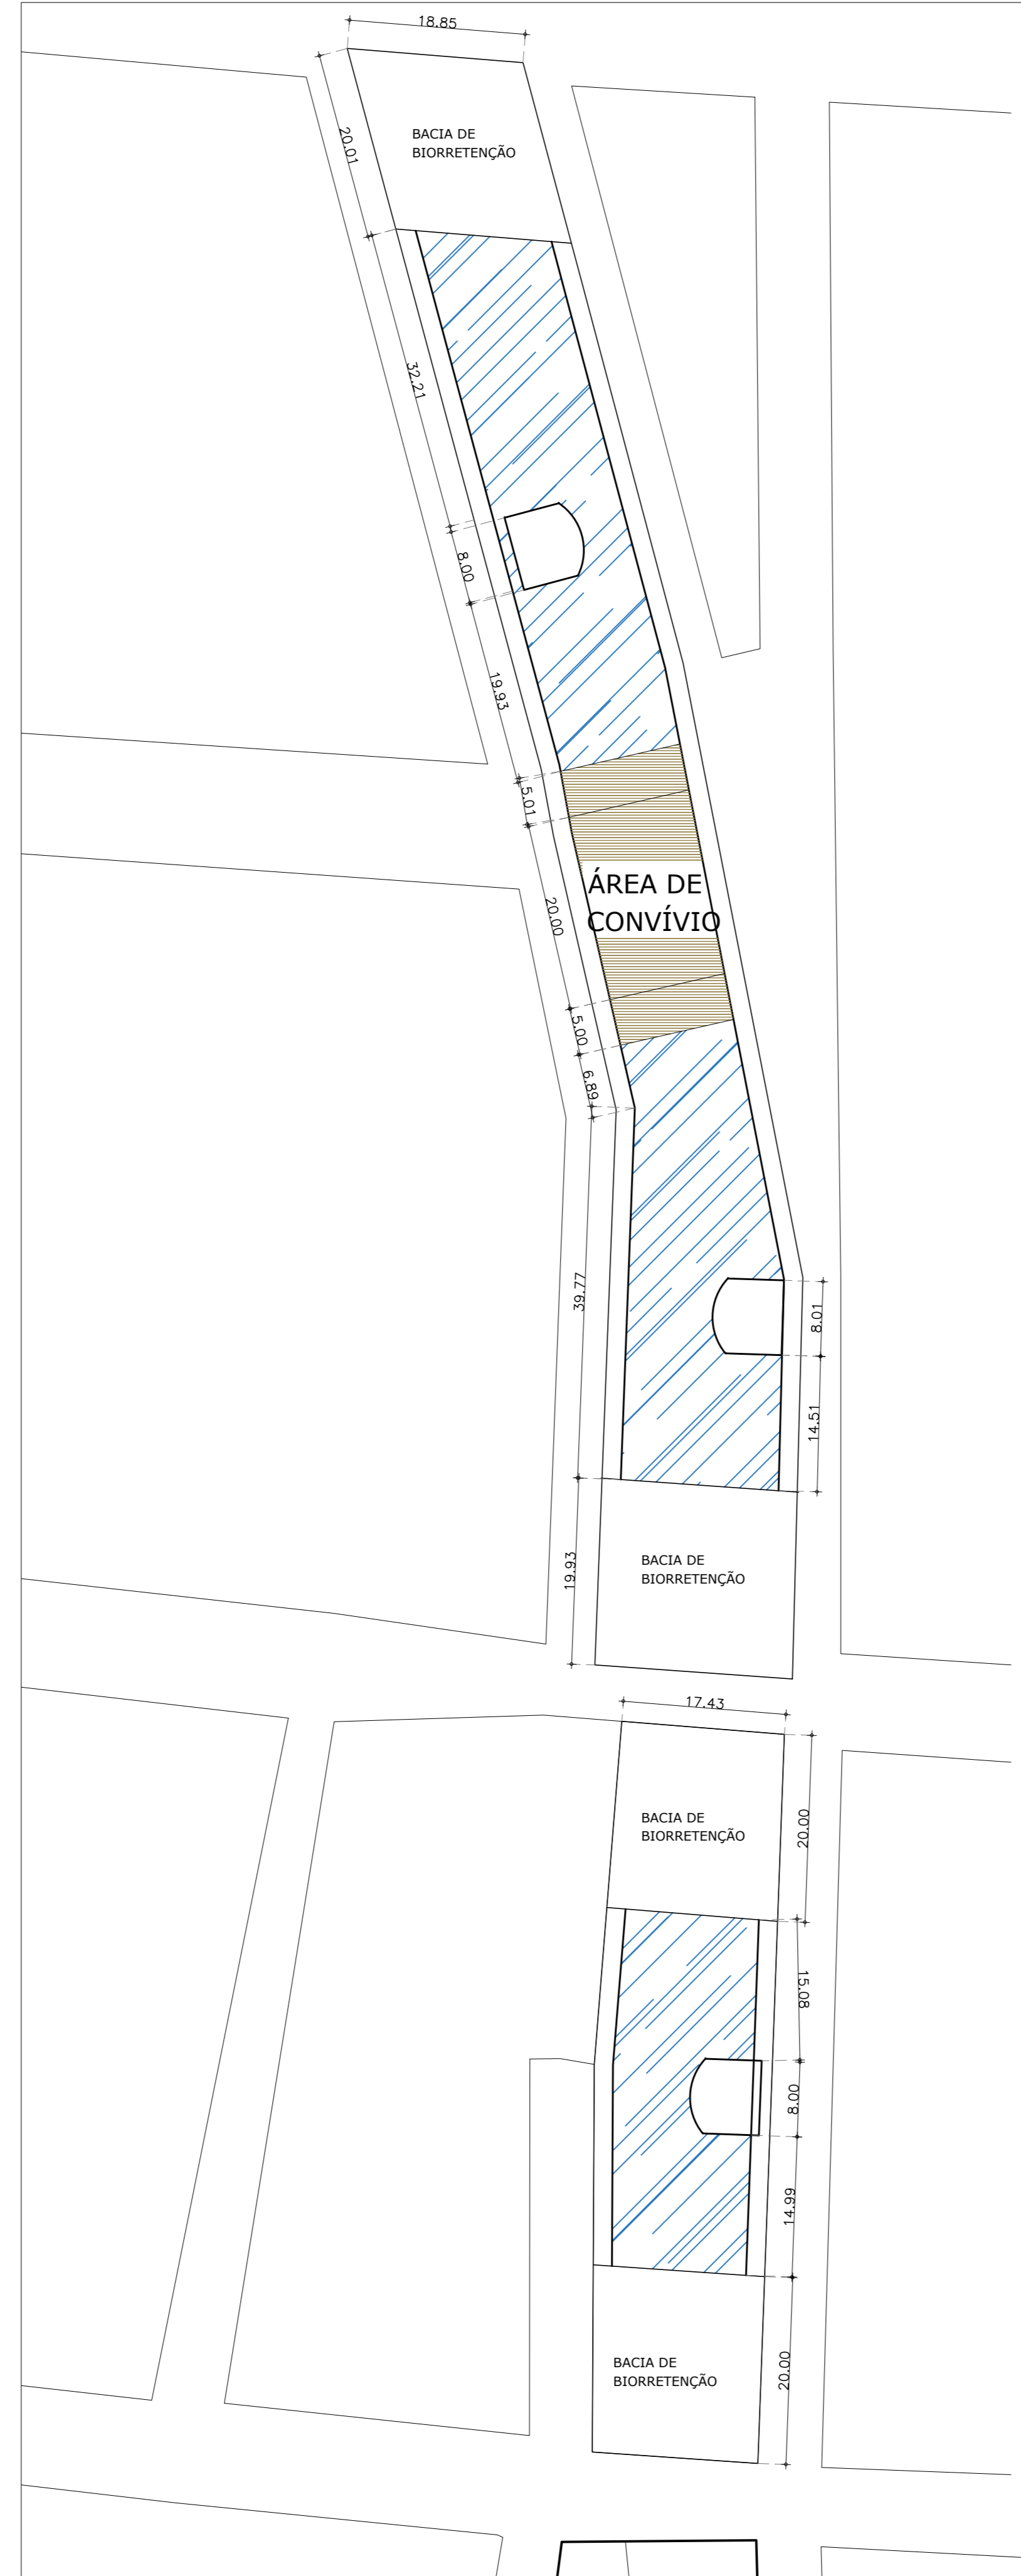 18.85
20.01
BACIA DE
BIORRETENÇÃO
32.21
8.00
19.93
5.01
ÁREA DE
CONVÍVIO
20.00
5.00
6.89
39.77
8.01
14.51
19.93
BACIA DE
BIORRETENÇÃO
17.43
20.00
BACIA DE
BIORRETENÇÃO
15.08
8.00
14.99
20.00
BACIA DE
BIORRETENÇÃO